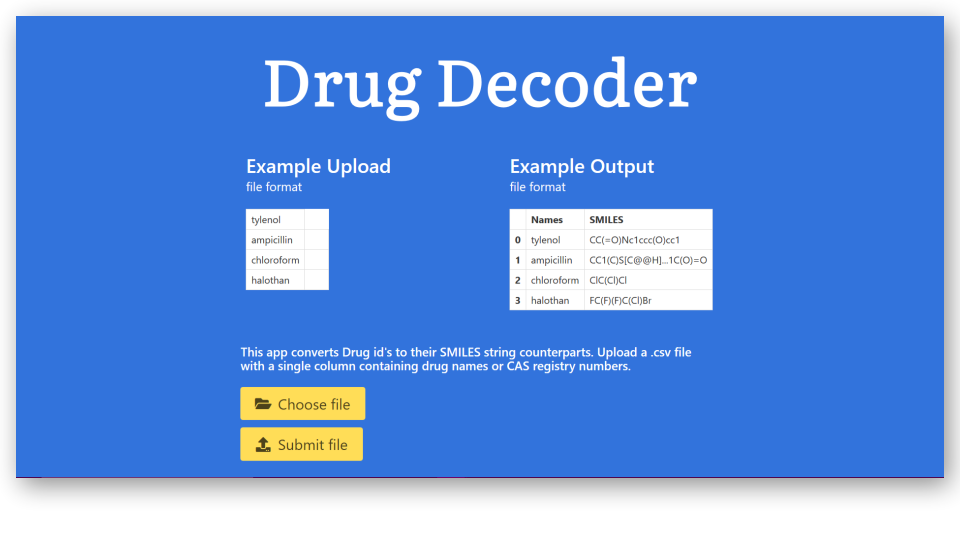 Drug Decoder
Example Upload
file format
tylenol
ampicillin
chloroform
halothan
Example Output
file format
Names SMILES
0 tylenol CC(=O)Nc1ccc(O)cc1
1 ampicillin CC1(C)S[C@@H]...1C(O)=O
2 chloroform ClC(Cl)Cl
3 halothan FC(F)(F)C(Cl)Br
This app converts Drug id's to their SMILES string counterparts. Upload a .csv file
with a single column containing drug names or CAS registry numbers.
Choose file
Submit file